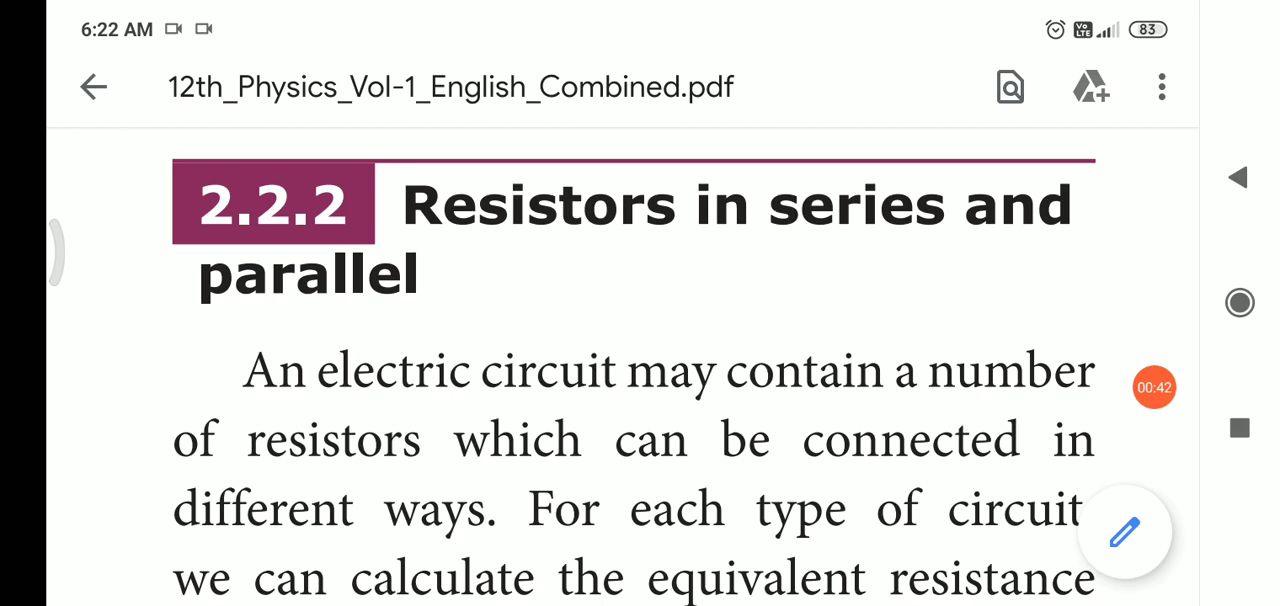 6:22 AM
Vo LTE
83
12th_Physics_Vol-1_English_Combined.pdf
2.2.2 Resistors in series and
parallel
An electric circuit may contain a number
of resistors which can be connected in
different ways. For each type of circuit
we can calculate the equivalent resistance
00:42